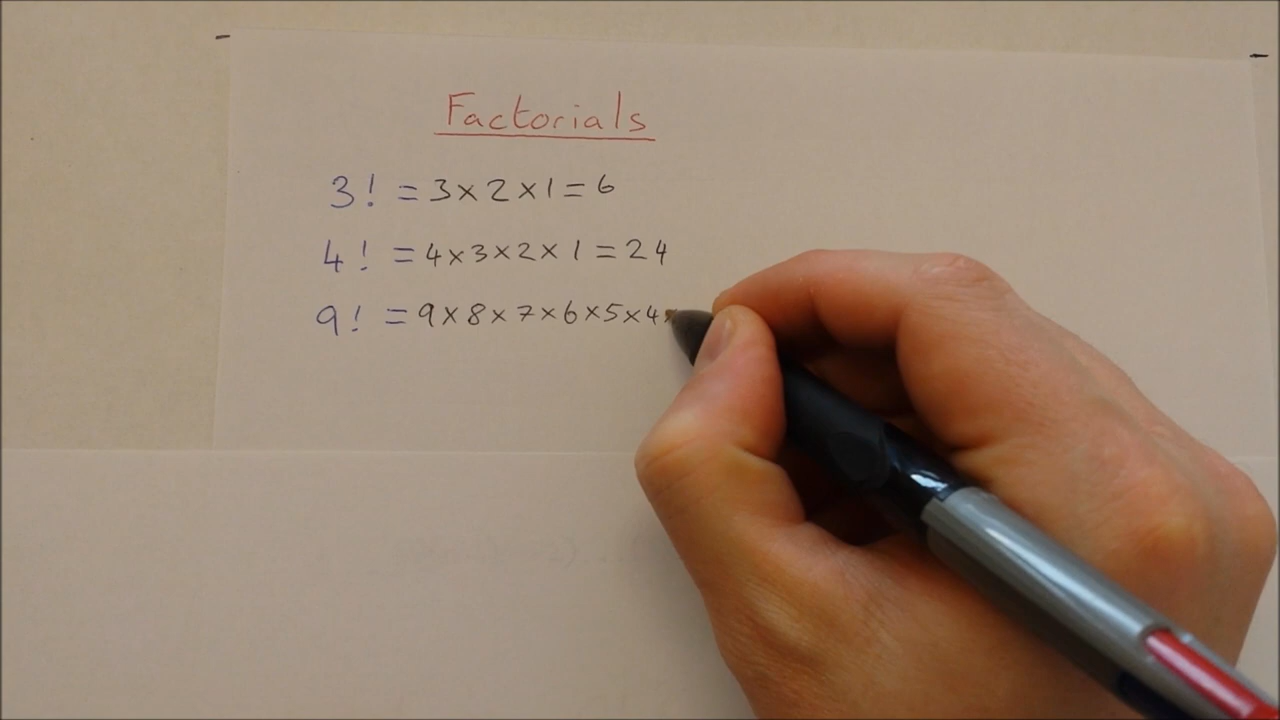 Factorials
3! = 3 × 2 × 1 = 6
4! = 4 × 3 × 2 × 1 = 24
9! = 9 × 8 × 7 × 6 × 5 × 4 ×